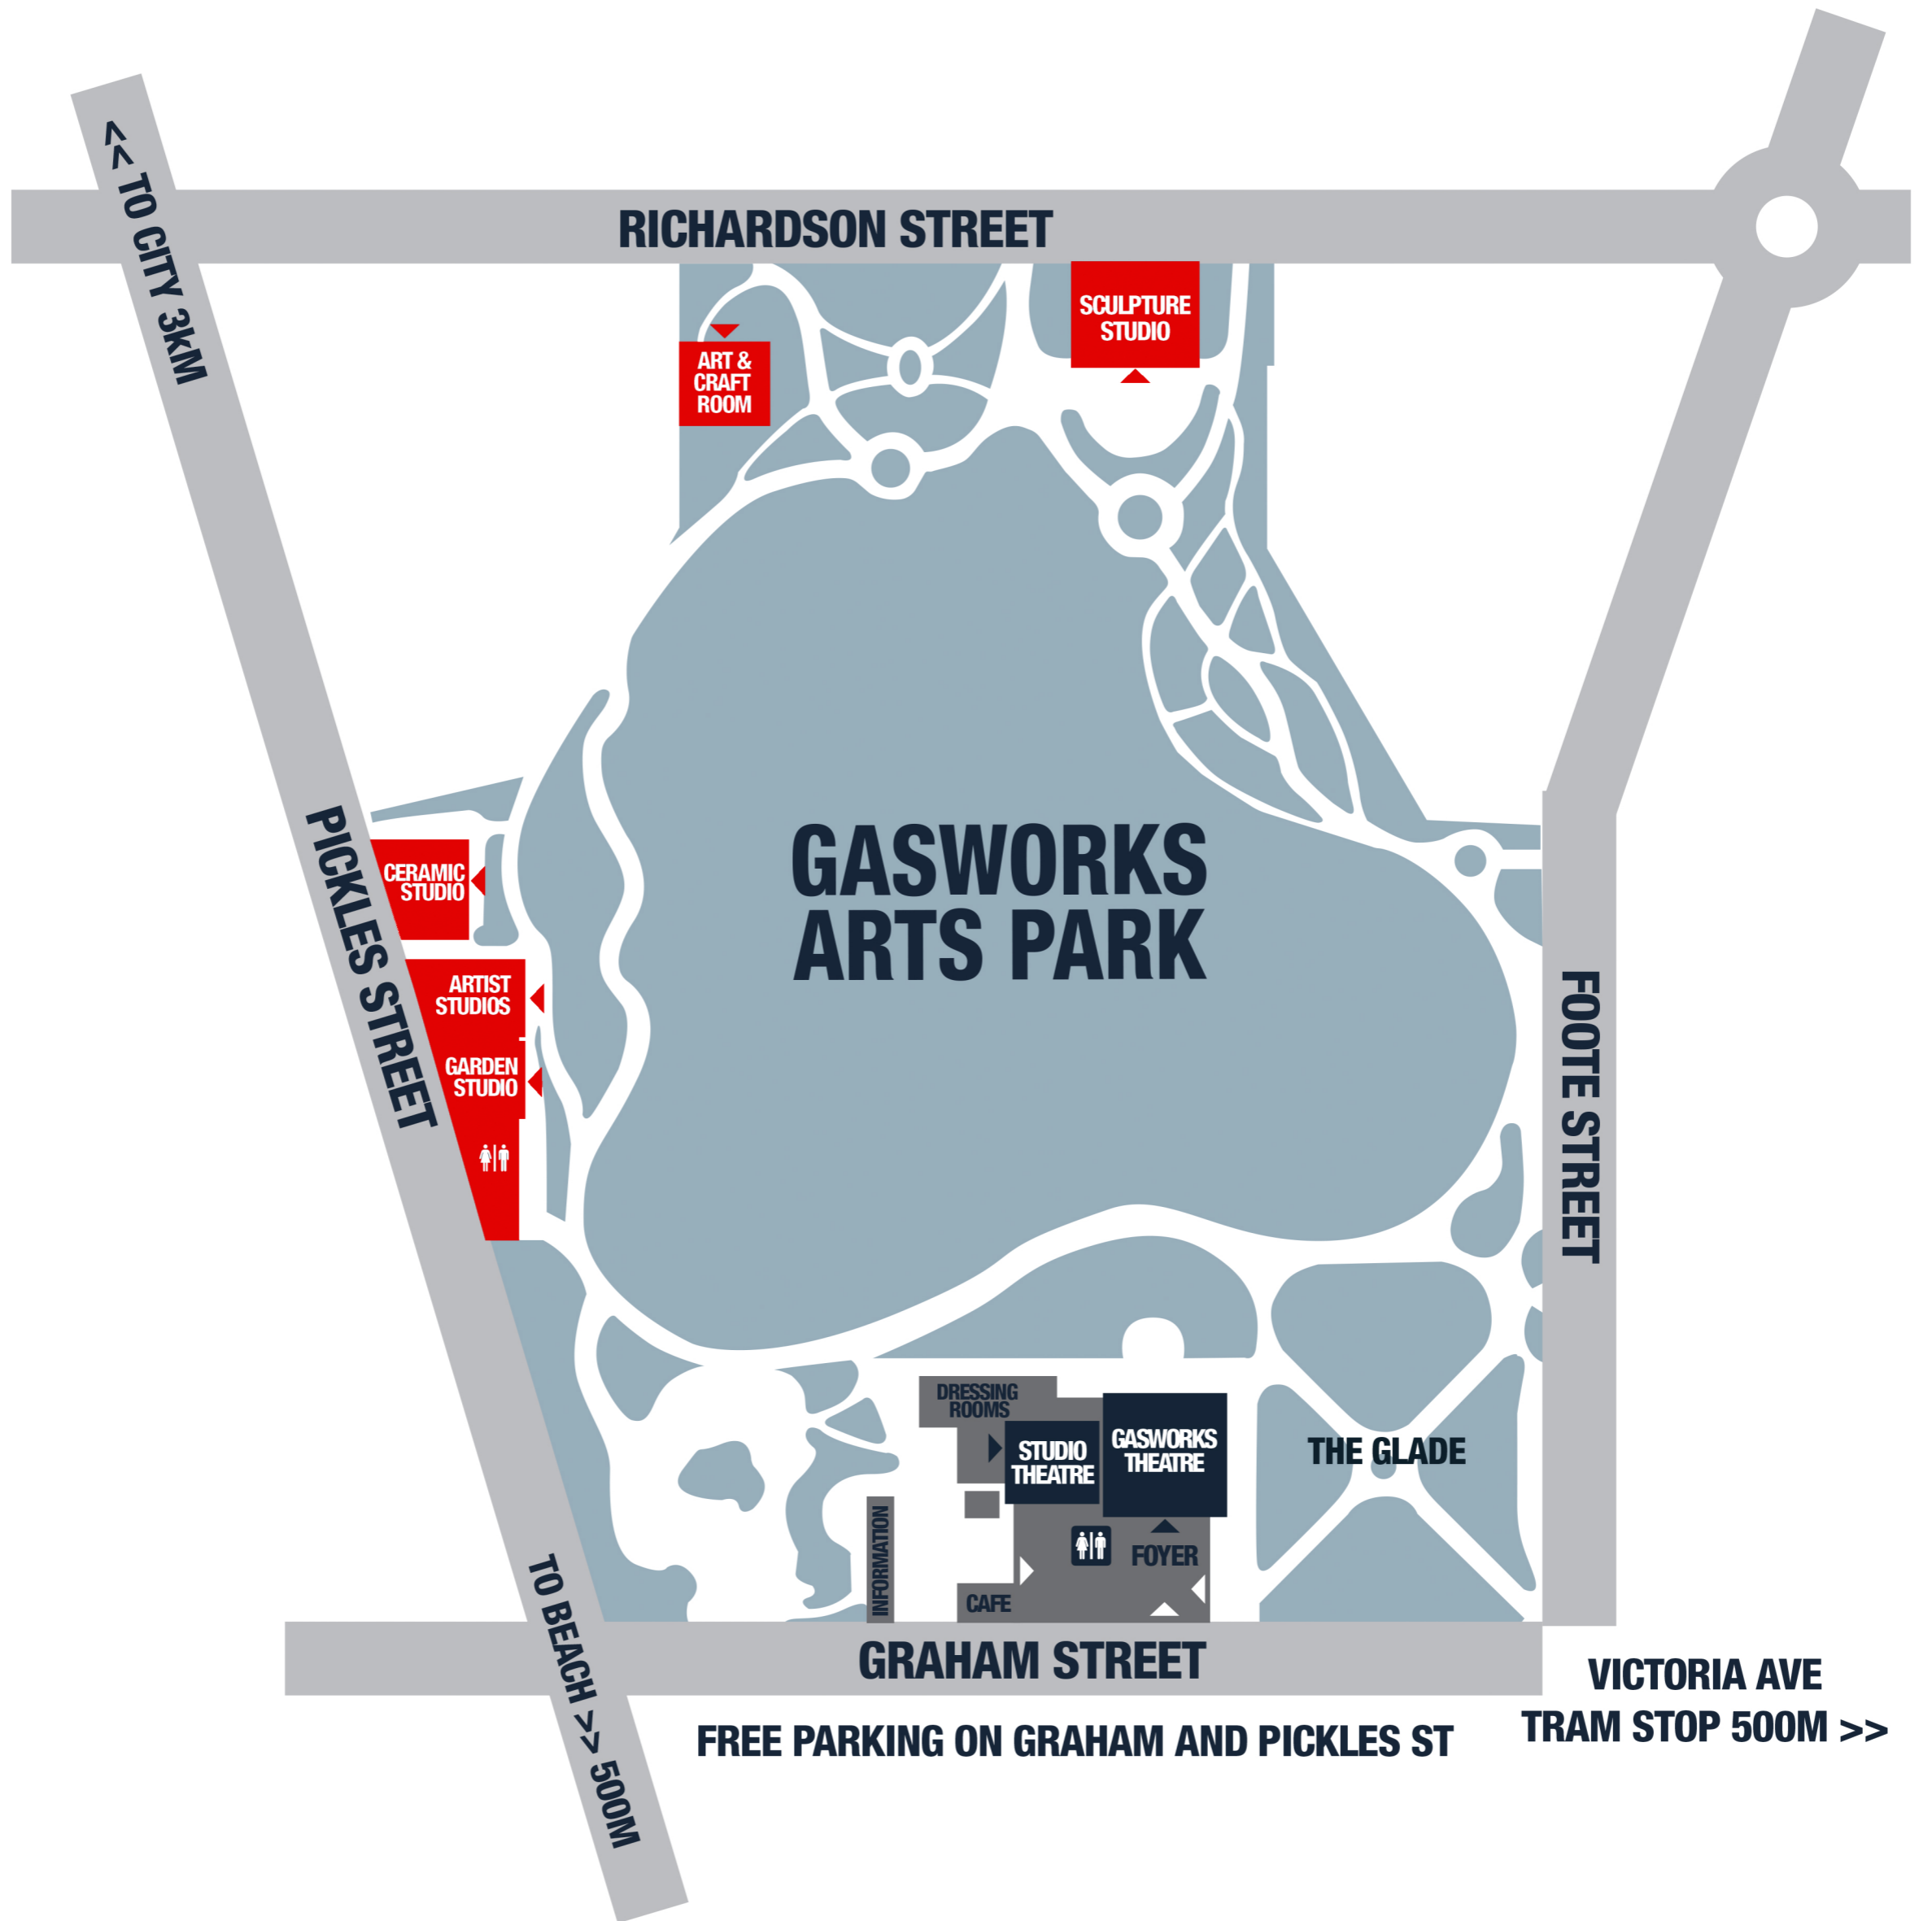 << TO CITY 3KM
RICHARDSON STREET
SCULPTURE
STUDIO
ART &
CRAFT
ROOM
GASWORKS
ARTS PARK
PICKLES STREET
CERAMIC
STUDIO
ARTIST
STUDIOS
GARDEN
STUDIO
FOOTE STREET
DRESSING
ROOMS
STUDIO
THEATRE
GASWORKS
THEATRE
THE GLADE
INFORMATION
FOYER
CAFE
TO BEACH >> 500M
GRAHAM STREET
FREE PARKING ON GRAHAM AND PICKLES ST
VICTORIA AVE
TRAM STOP 500M >>